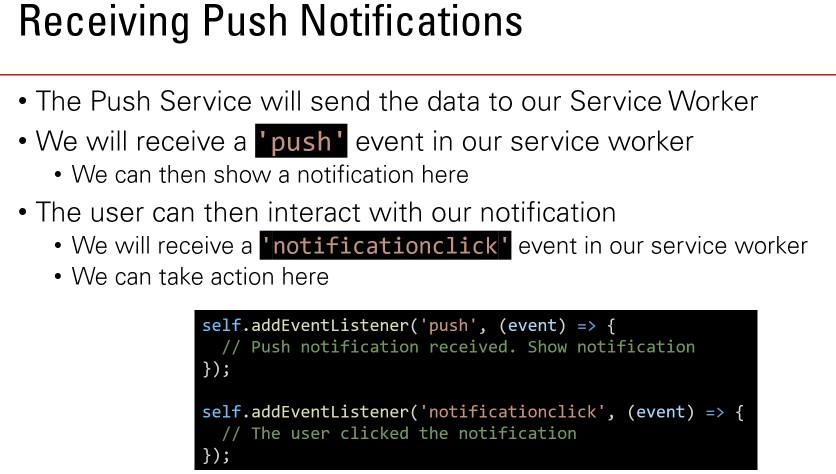 Receiving Push Notifications
• The Push Service will send the data to our Service Worker
• We will receive a 'push' event in our service worker
• We can then show a notification here
• The user can then interact with our notification
• We will receive a 'notificationclick' event in our service worker
• We can take action here
self.addEventListener('push', (event) => {
  // Push notification received. Show notification
});
self.addEventListener('notificationclick', (event) => {
  // The user clicked the notification
});